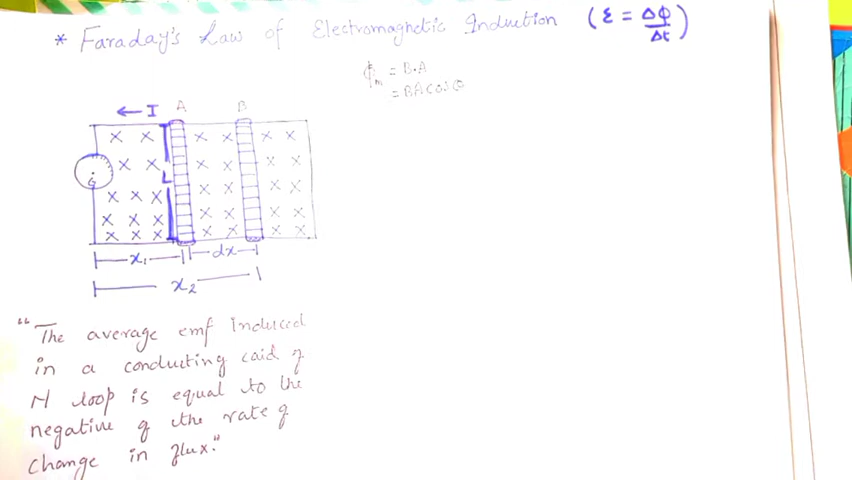 * Faraday's Law of Electromagnetic Induction (ε = Δφ/Δt)
φm = B·A
= BA cos θ
← I A B
G
L
x₁ dx
x₂
"The average emf Induced
in a conducting coid of
N loop is equal to the
negative of the rate of
change in flux."